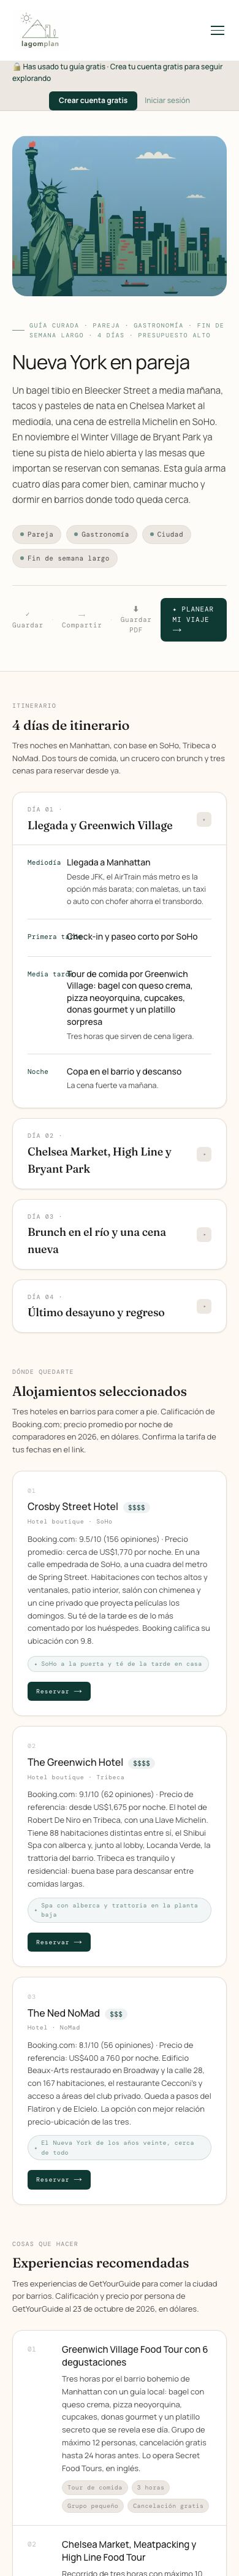 lagomplan
🔒 Has usado tu guía gratis · Crea tu cuenta gratis para seguir
explorando
Crear cuenta gratis
Iniciar sesión
GUÍA CURADA · PAREJA · GASTRONOMÍA · FIN DE
SEMANA LARGO · 4 DÍAS · PRESUPUESTO ALTO
Nueva York en pareja
Un bagel tibio en Bleecker Street a media mañana,
tacos y pasteles de nata en Chelsea Market al
mediodía, una cena de estrella Michelin en SoHo.
En noviembre el Winter Village de Bryant Park ya
tiene su pista de hielo abierta y las mesas que
importan se reservan con semanas. Esta guía arma
cuatro días para comer bien, caminar mucho y
dormir en barrios donde todo queda cerca.
Pareja
Gastronomía
Ciudad
Fin de semana largo
✓
Guardar
·
⟶
Compartir
·
⬇
Guardar
PDF
✦ PLANEAR
MI VIAJE
⟶
ITINERARIO
4 días de itinerario
Tres noches en Manhattan, con base en SoHo, Tribeca o
NoMad. Dos tours de comida, un crucero con brunch y tres
cenas para reservar desde ya.
DÍA 01 ·
Llegada y Greenwich Village
Mediodía
Llegada a Manhattan
Desde JFK, el AirTrain más metro es la
opción más barata; con maletas, un taxi
o auto con chofer ahorra el transbordo.
Primera tarde
Check-in y paseo corto por SoHo
Media tarde
Tour de comida por Greenwich
Village: bagel con queso crema,
pizza neoyorquina, cupcakes,
donas gourmet y un platillo
sorpresa
Tres horas que sirven de cena ligera.
Noche
Copa en el barrio y descanso
La cena fuerte va mañana.
DÍA 02 ·
Chelsea Market, High Line y
Bryant Park
DÍA 03 ·
Brunch en el río y una cena
nueva
DÍA 04 ·
Último desayuno y regreso
DÓNDE QUEDARTE
Alojamientos seleccionados
Tres hoteles en barrios para comer a pie. Calificación de
Booking.com; precio promedio por noche de
comparadores en 2026, en dólares. Confirma la tarifa de
tus fechas en el link.
01
Crosby Street Hotel $$$$
Hotel boutique · SoHo
Booking.com: 9.5/10 (156 opiniones) · Precio
promedio: cerca de US$1,770 por noche. En una
calle empedrada de SoHo, a una cuadra del metro
de Spring Street. Habitaciones con techos altos y
ventanales, patio interior, salón con chimenea y
un cine privado que proyecta películas los
domingos. Su té de la tarde es de lo más
comentado por los huéspedes. Booking califica su
ubicación con 9.8.
✦ SoHo a la puerta y té de la tarde en casa
Reservar ⟶
02
The Greenwich Hotel $$$$
Hotel boutique · Tribeca
Booking.com: 9.1/10 (62 opiniones) · Precio de
referencia: desde US$1,675 por noche. El hotel de
Robert De Niro en Tribeca, con una Llave Michelin.
Tiene 88 habitaciones distintas entre sí, el Shibui
Spa con alberca y, junto al lobby, Locanda Verde, la
trattoria del barrio. Tribeca es tranquilo y
residencial: buena base para descansar entre
comidas largas.
✦ Spa con alberca y trattoria en la planta
baja
Reservar ⟶
03
The Ned NoMad $$$
Hotel · NoMad
Booking.com: 8.1/10 (56 opiniones) · Precio de
referencia: US$400 a 760 por noche. Edificio
Beaux-Arts restaurado en Broadway y la calle 28,
con 167 habitaciones, el restaurante Cecconi's y
acceso a áreas del club privado. Queda a pasos del
Flatiron y de Elcielo. La opción con mejor relación
precio-ubicación de las tres.
✦ El Nueva York de los años veinte, cerca
de todo
Reservar ⟶
COSAS QUE HACER
Experiencias recomendadas
Tres experiencias de GetYourGuide para comer la ciudad
por barrios. Calificación y precio por persona de
GetYourGuide al 23 de octubre de 2026, en dólares.
01
Greenwich Village Food Tour con 6
degustaciones
Tres horas por el barrio bohemio de
Manhattan con un guía local: bagel con
queso crema, pizza neoyorquina,
cupcakes, donas gourmet y un platillo
secreto que se revela ese día. Grupo de
máximo 12 personas, cancelación gratis
hasta 24 horas antes. Lo opera Secret
Food Tours, en inglés.
Tour de comida
3 horas
Grupo pequeño
Cancelación gratis
02
Chelsea Market, Meatpacking y
High Line Food Tour
Recorrido de tres horas con máximo 10